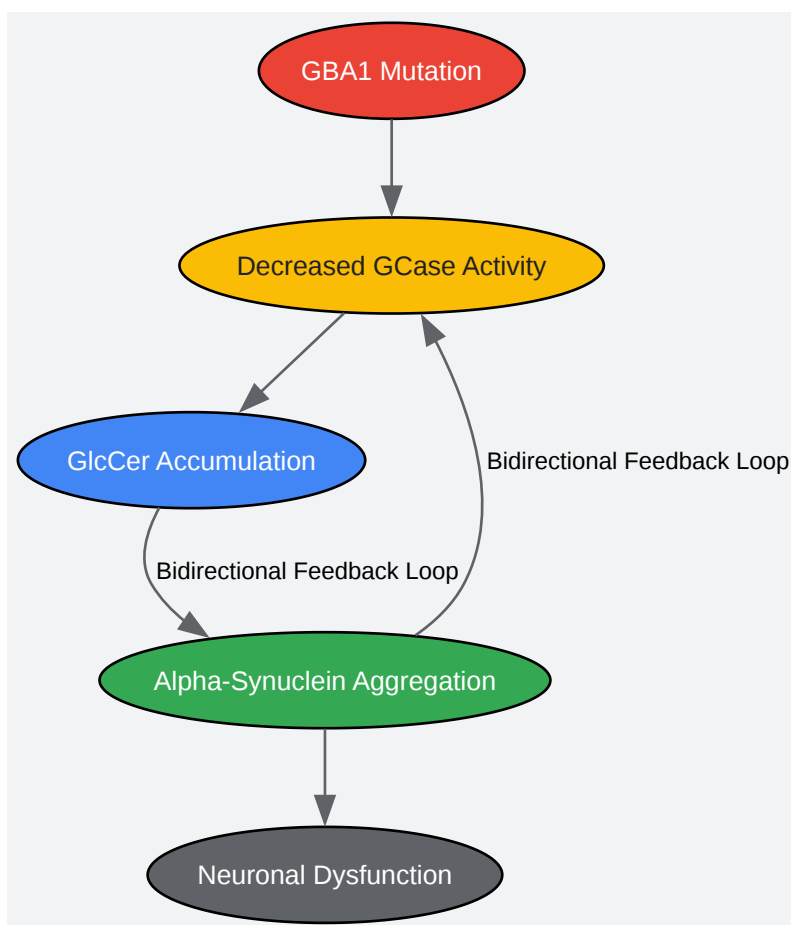 GBA1 Mutation
Decreased GCase Activity
GlcCer Accumulation
Bidirectional Feedback Loop
Bidirectional Feedback Loop
Alpha-Synuclein Aggregation
Neuronal Dysfunction